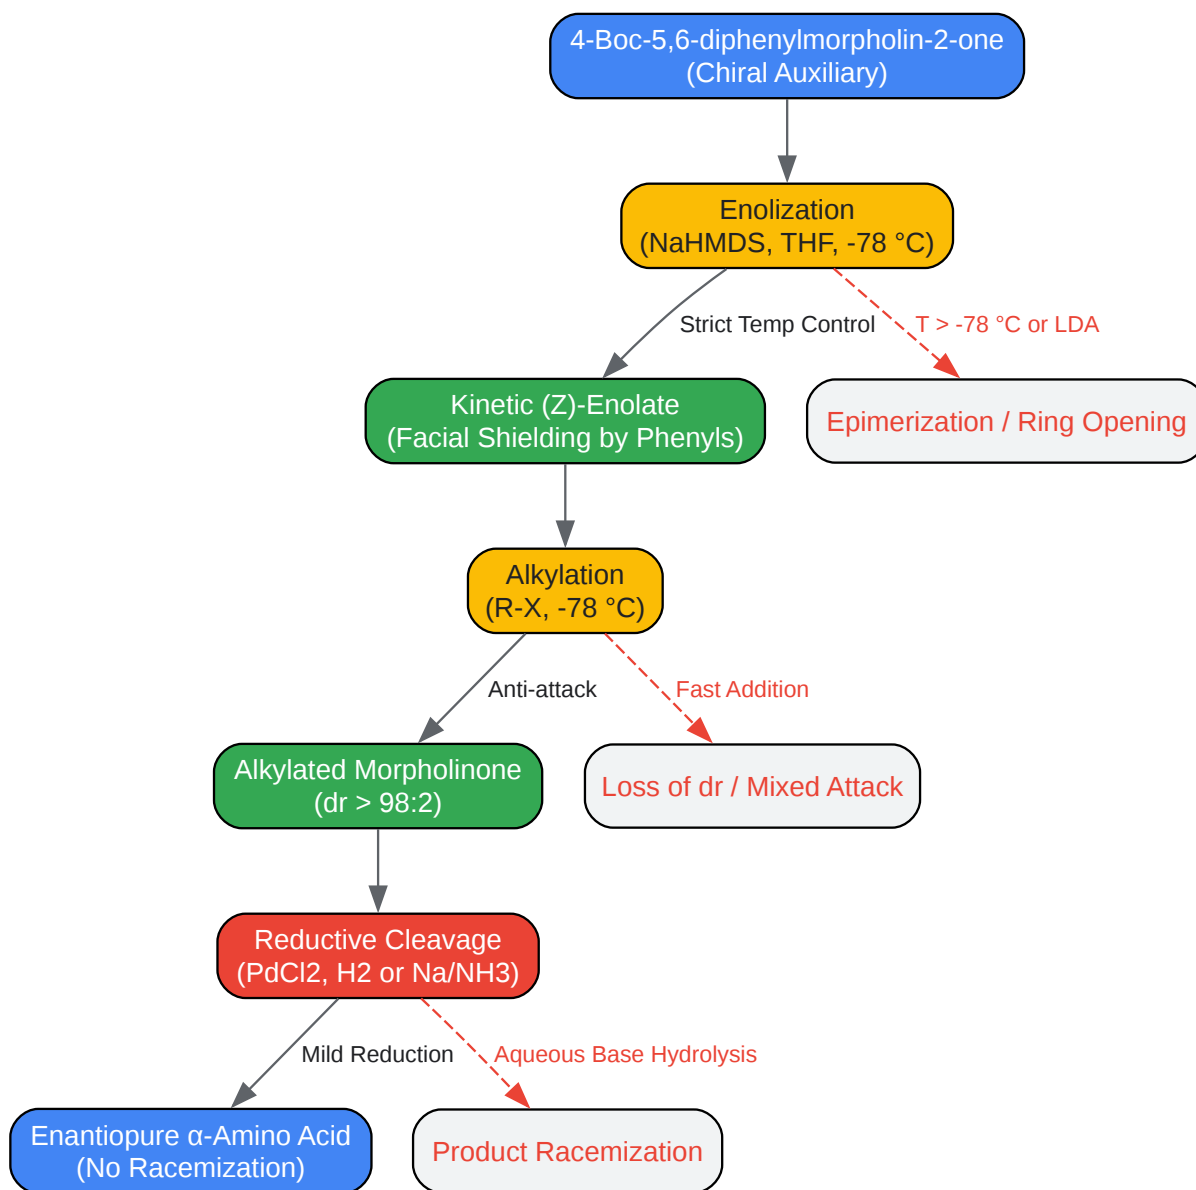 4-Boc-5,6-diphenylmorpholin-2-one
(Chiral Auxiliary)
Enolization
(NaHMDS, THF, -78 °C)
Strict Temp Control
T > -78 °C or LDA
Kinetic (Z)-Enolate
(Facial Shielding by Phenyls)
Epimerization / Ring Opening
Alkylation
(R-X, -78 °C)
Anti-attack
Fast Addition
Alkylated Morpholinone
(dr > 98:2)
Loss of dr / Mixed Attack
Reductive Cleavage
(PdCl2, H2 or Na/NH3)
Mild Reduction
Aqueous Base Hydrolysis
Enantiopure α-Amino Acid
(No Racemization)
Product Racemization